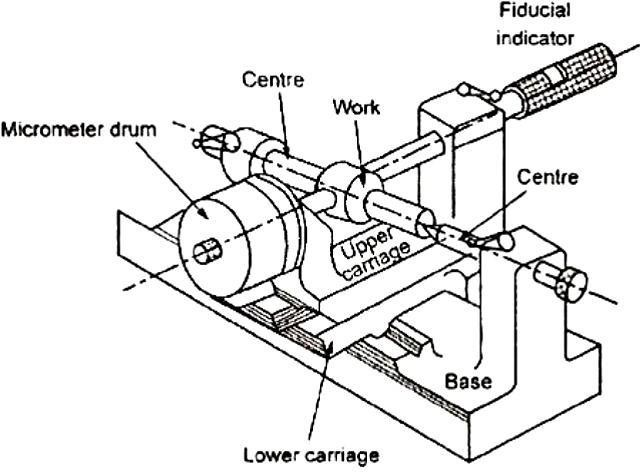 Fiducial
indicator
Centre
Work
Micrometer drum
Centre
Upper
carriage
Base
Lower carriage